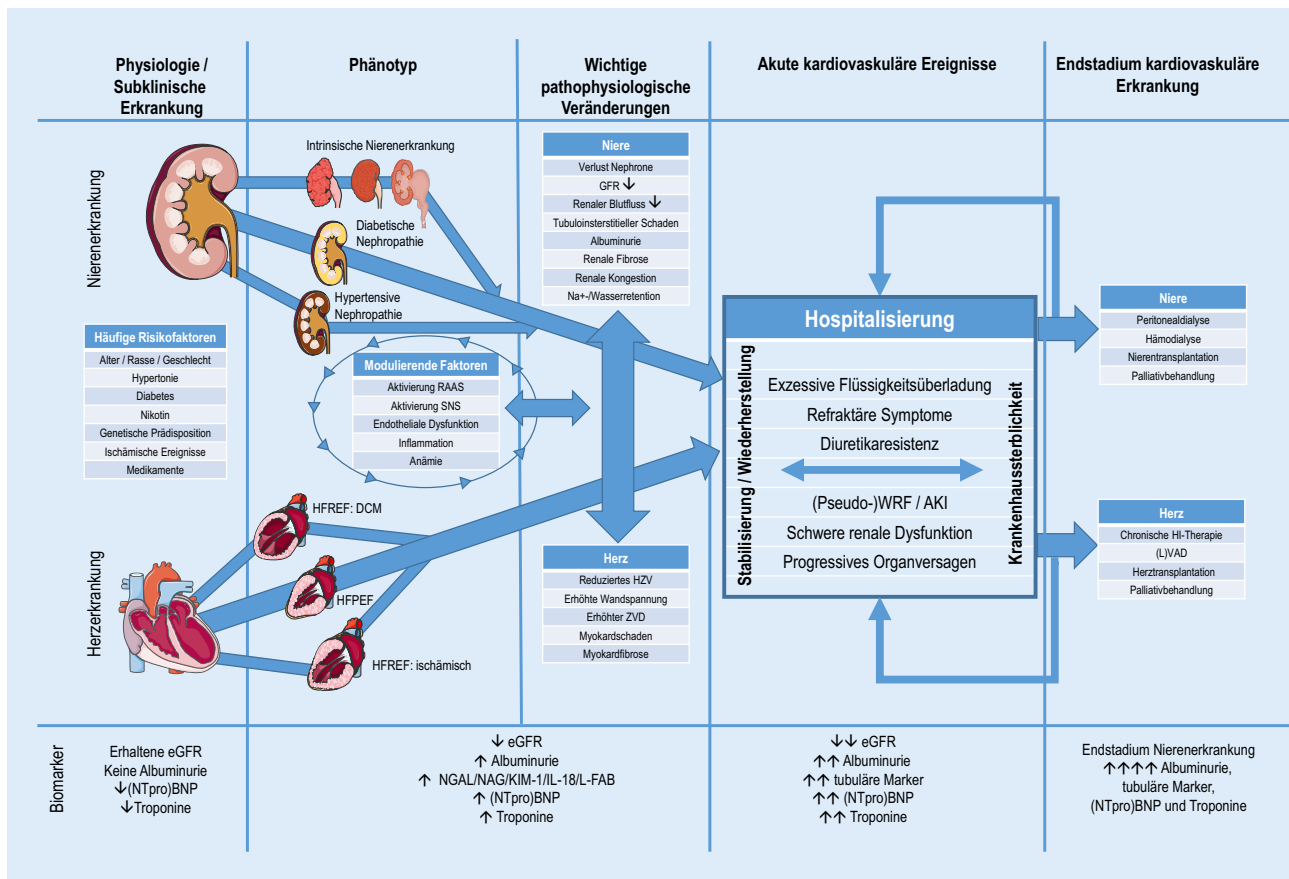 Physiologie /
Subklinische
Erkrankung
Phänotyp
Wichtige
pathophysiologische
Veränderungen
Akute kardiovaskuläre Ereignisse
Endstadium kardiovaskuläre
Erkrankung
Nierenerkrankung
Intrinsische Nierenerkrankung
Diabetische
Nephropathie
Hypertensive
Nephropathie
Niere
Verlust Nephrone
GFR ↓
Renaler Blutfluss ↓
Tubulointerstitieller Schaden
Albuminurie
Renale Fibrose
Renale Kongestion
Na+-/Wasserretention
Häufige Risikofaktoren
Alter / Rasse / Geschlecht
Hypertonie
Diabetes
Nikotin
Genetische Prädisposition
Ischämische Ereignisse
Medikamente
Modulierende Faktoren
Aktivierung RAAS
Aktivierung SNS
Endotheliale Dysfunktion
Inflammation
Anämie
Hospitalisierung
Stabilisierung / Wiederherstellung
Exzessive Flüssigkeitsüberladung
Refraktäre Symptome
Diuretikaresistenz
(Pseudo-)WRF / AKI
Schwere renale Dysfunktion
Progressives Organversagen
Krankenhaussterblichkeit
Niere
Peritonealdialyse
Hämodialyse
Nierentransplantation
Palliativbehandlung
Herzerkrankung
HFREF: DCM
HFPEF
HFREF: ischämisch
Herz
Reduziertes HZV
Erhöhte Wandspannung
Erhöhter ZVD
Myokardschaden
Myokardfibrose
Herz
Chronische HI-Therapie
(L)VAD
Herztransplantation
Palliativbehandlung
Biomarker
Erhaltene eGFR
Keine Albuminurie
↓(NTpro)BNP
↓Troponine
↓ eGFR
↑ Albuminurie
↑ NGAL/NAG/KIM-1/IL-18/L-FAB
↑ (NTpro)BNP
↑ Troponine
↓↓ eGFR
↑↑ Albuminurie
↑↑ tubuläre Marker
↑↑ (NTpro)BNP
↑↑ Troponine
Endstadium Nierenerkrankung
↑↑↑↑ Albuminurie,
tubuläre Marker,
(NTpro)BNP und Troponine